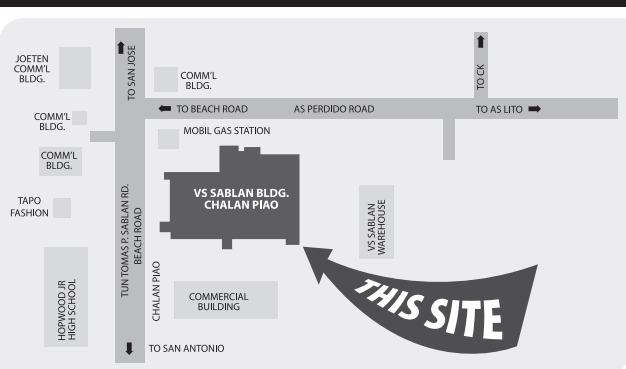 JOETEN
COMM'L
BLDG.
TO SAN JOSE
COMM'L
BLDG.
TO CK
TO BEACH ROAD
AS PERDIDO ROAD
TO AS LITO
COMM'L
BLDG.
MOBIL GAS STATION
COMM'L
BLDG.
VS SABLAN BLDG.
CHALAN PIAO
TAPO
FASHION
TUN TOMAS P. SABLAN RD.
BEACH ROAD
VS SABLAN
WAREHOUSE
HOPWOOD JR
HIGH SCHOOL
CHALAN PIAO
COMMERCIAL
BUILDING
THIS SITE
TO SAN ANTONIO